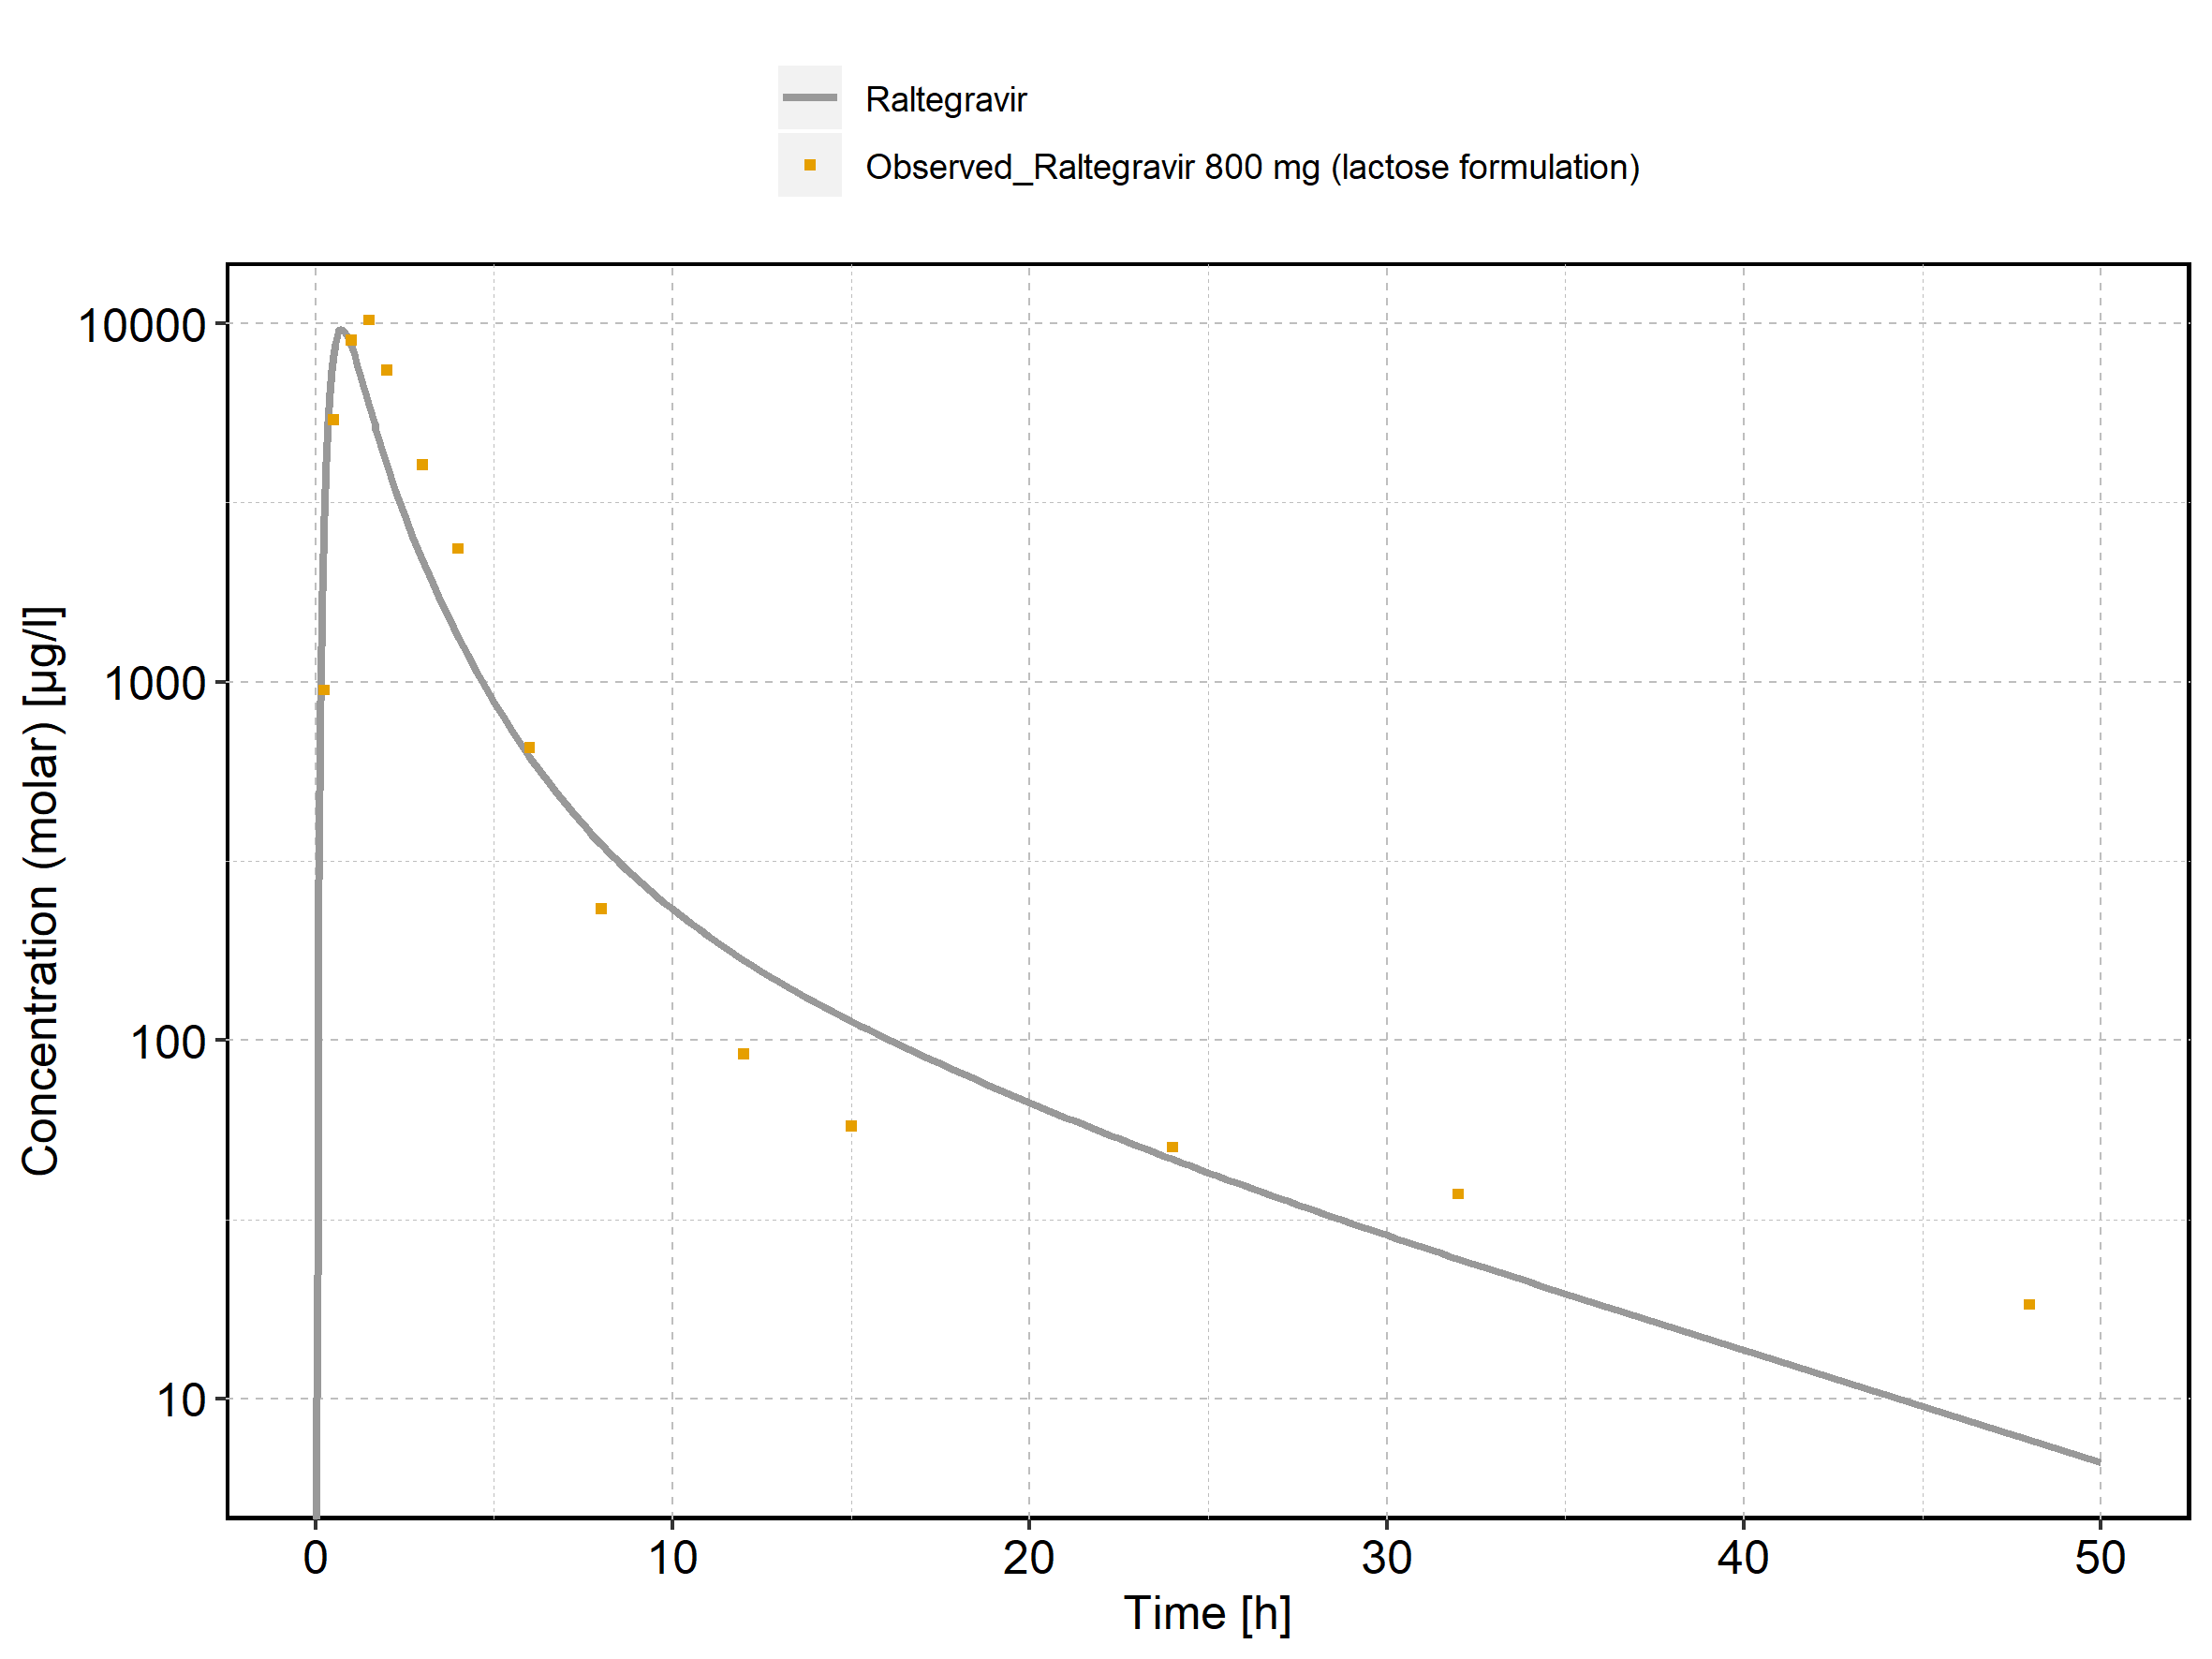 Raltegravir
Observed_Raltegravir 800 mg (lactose formulation)
10000
1000
100
10
Concentration (molar) [µg/l]
0 10 20 30 40 50
Time [h]